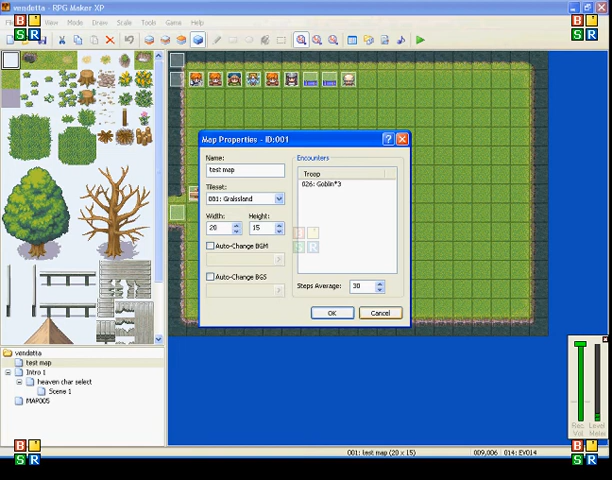 vendetta - RPG Maker XP
View Mode Draw Scale Tools Game Help
Map Properties - ID:001
Name:
test map
Tileset:
001: Grassland
Width: Height:
20 15
Auto-Change BGM
Auto-Change BGS
Encounters
Troop
026: Goblin*3
Steps Average: 30
OK Cancel
vendetta
test map
Intro 1
heaven char select
Scene 1
MAP005
Rec. Vol
Level Meter
001: test map (20 x 15) 009,006 014: EV014
B
S R
B
S R
B
S R
B
S R
B
S R